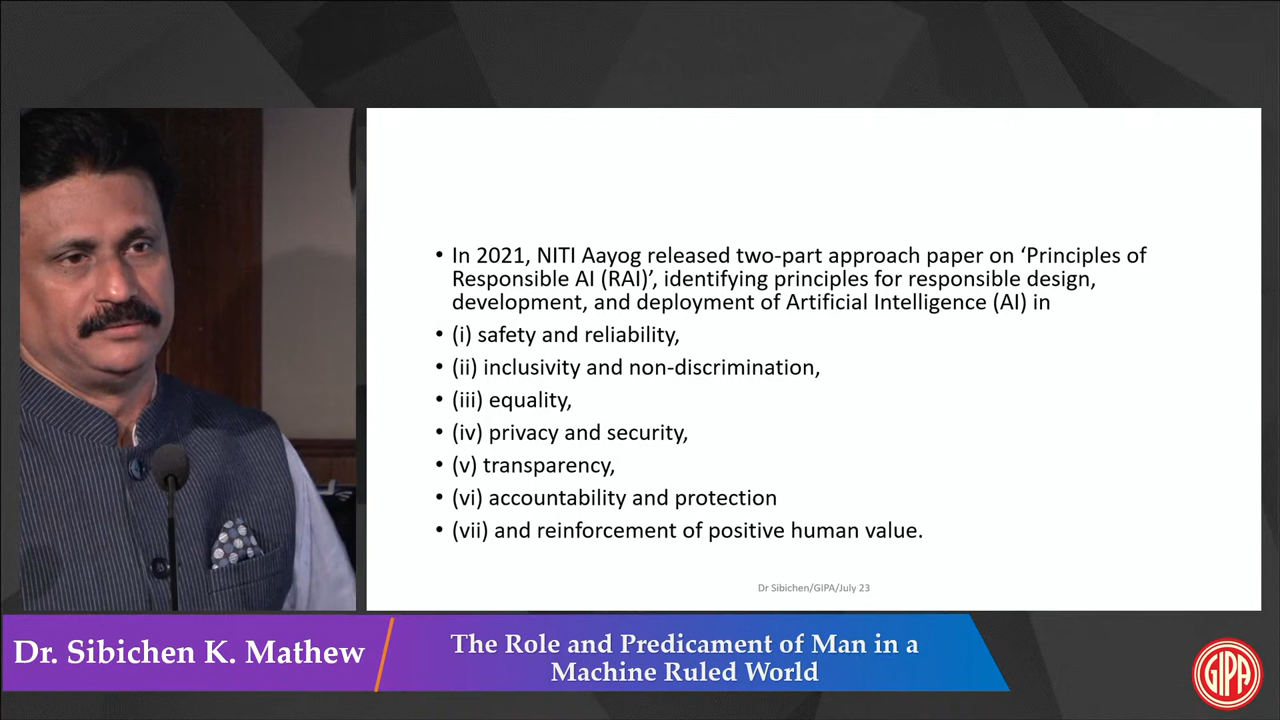 • In 2021, NITI Aayog released two-part approach paper on ‘Principles of
Responsible AI (RAI)’, identifying principles for responsible design,
development, and deployment of Artificial Intelligence (AI) in
• (i) safety and reliability,
• (ii) inclusivity and non-discrimination,
• (iii) equality,
• (iv) privacy and security,
• (v) transparency,
• (vi) accountability and protection
• (vii) and reinforcement of positive human value.
Dr Sibichen/GIPA/July 23
Dr. Sibichen K. Mathew
The Role and Predicament of Man in a
Machine Ruled World
GIPA